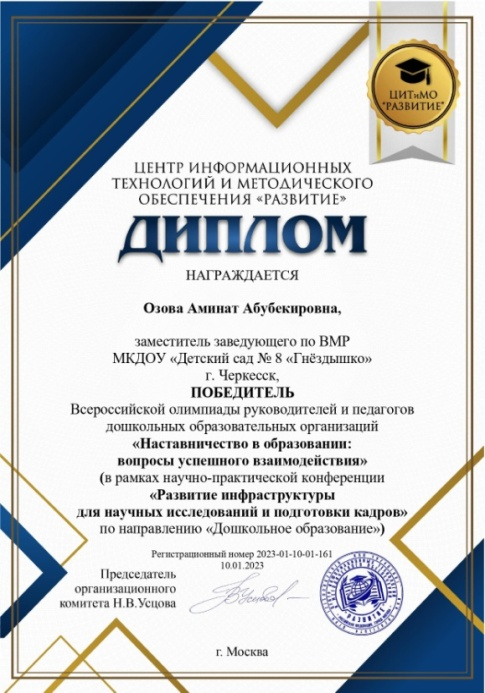 ЦИТиМО
"РАЗВИТИЕ"
ЦЕНТР ИНФОРМАЦИОННЫХ
ТЕХНОЛОГИЙ И МЕТОДИЧЕСКОГО
ОБЕСПЕЧЕНИЯ «РАЗВИТИЕ»
ДИПЛОМ
НАГРАЖДАЕТСЯ
Озова Аминат Абубекировна,
заместитель заведующего по ВМР
МКДОУ «Детский сад № 8 «Гнёздышко»
г. Черкесск,
ПОБЕДИТЕЛЬ
Всероссийской олимпиады руководителей и педагогов
дошкольных образовательных организаций
«Наставничество в образовании:
вопросы успешного взаимодействия»
(в рамках научно-практической конференции
«Развитие инфраструктуры
для научных исследований и подготовки кадров»
по направлению «Дошкольное образование»)
Регистрационный номер 2023-01-10-01-161
10.01.2023
Председатель
организационного
комитета Н.В.Усцова
РАЗВИТИЕ
г. Москва